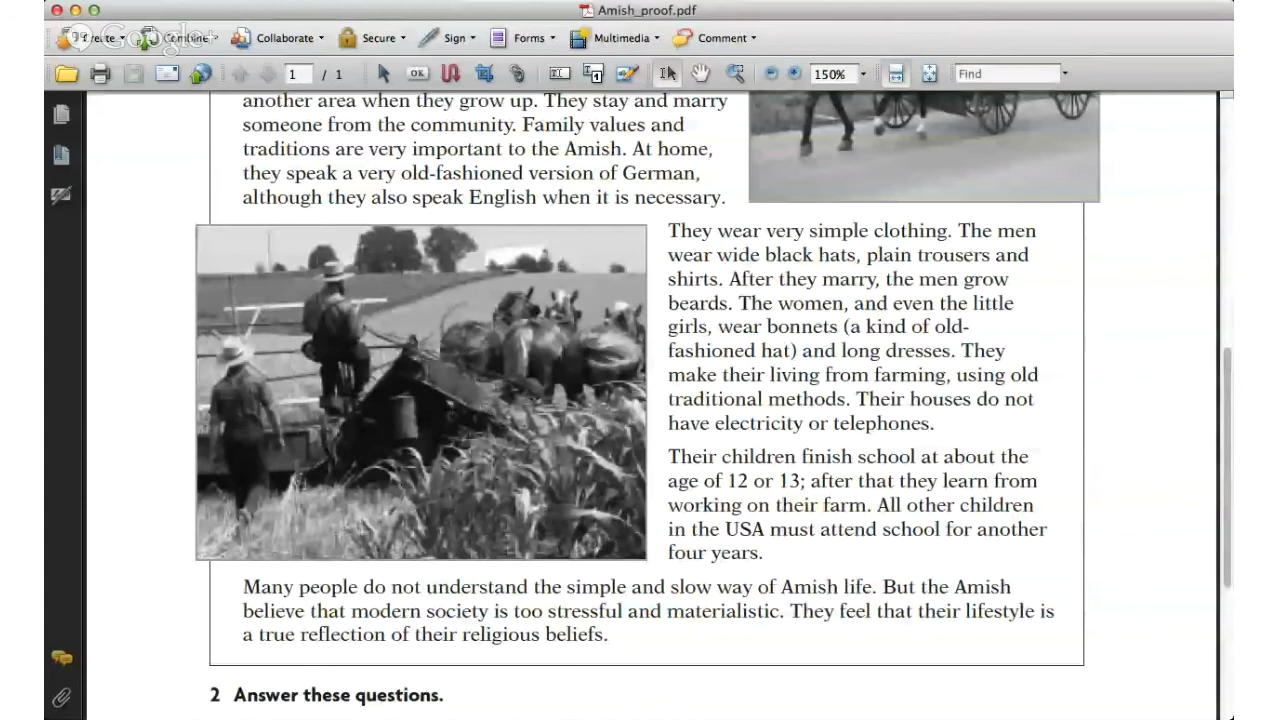 Amish_proof.pdf
Create Combine Collaborate Secure Sign Forms Multimedia Comment
Google+
OK 1 / 1 150% Find
another area when they grow up. They stay and marry
someone from the community. Family values and
traditions are very important to the Amish. At home,
they speak a very old-fashioned version of German,
although they also speak English when it is necessary.
They wear very simple clothing. The men
wear wide black hats, plain trousers and
shirts. After they marry, the men grow
beards. The women, and even the little
girls, wear bonnets (a kind of old-
fashioned hat) and long dresses. They
make their living from farming, using old
traditional methods. Their houses do not
have electricity or telephones.
Their children finish school at about the
age of 12 or 13; after that they learn from
working on their farm. All other children
in the USA must attend school for another
four years.
Many people do not understand the simple and slow way of Amish life. But the Amish
believe that modern society is too stressful and materialistic. They feel that their lifestyle is
a true reflection of their religious beliefs.
2 Answer these questions.